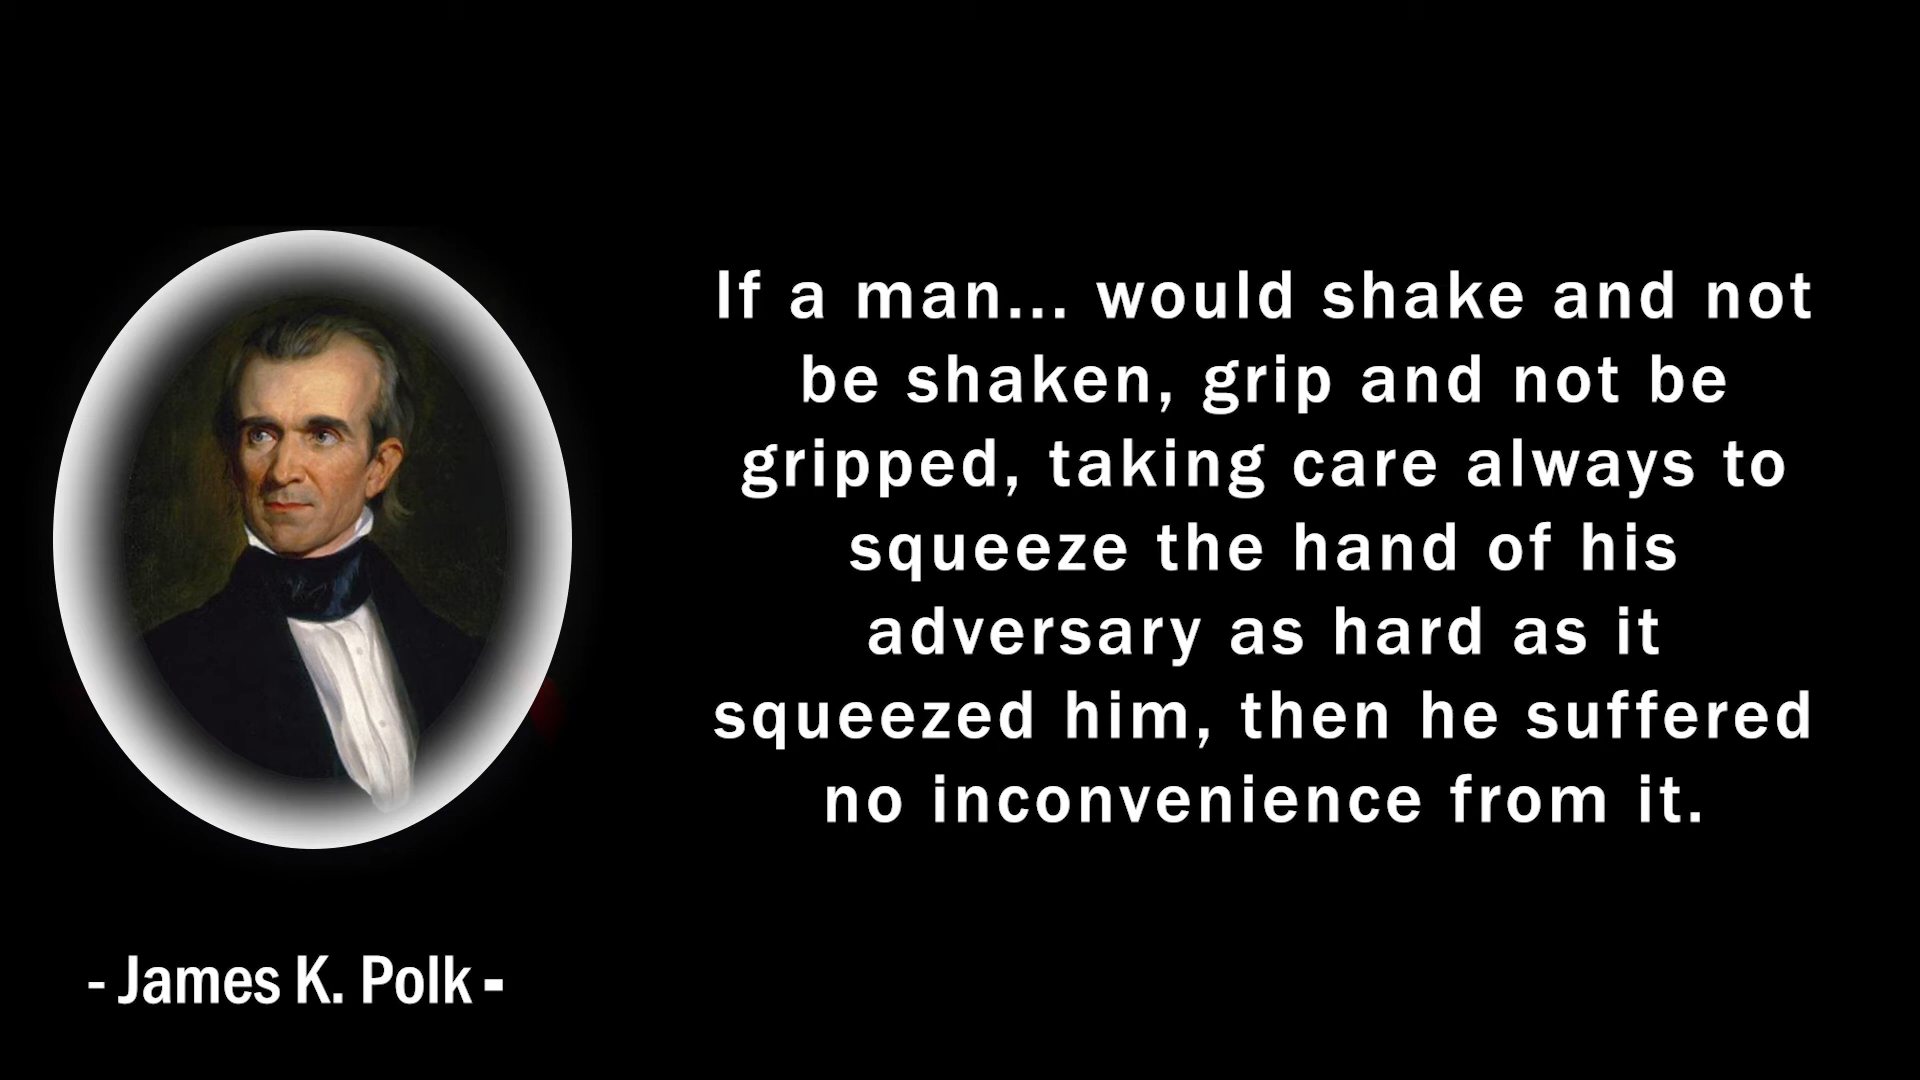 If a man... would shake and not
be shaken, grip and not be
gripped, taking care always to
squeeze the hand of his
adversary as hard as it
squeezed him, then he suffered
no inconvenience from it.
- James K. Polk -